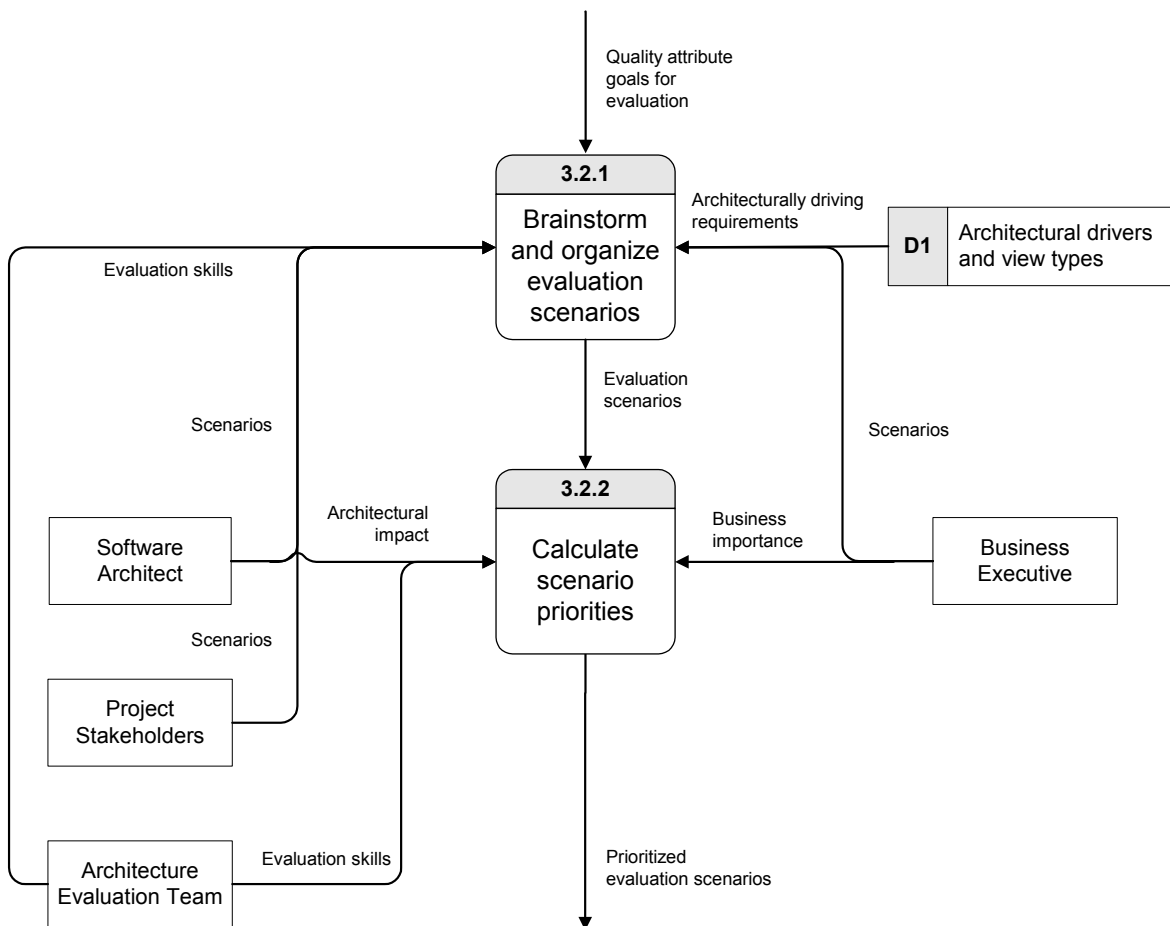 Quality attribute
goals for
evaluation
3.2.1
Brainstorm
and organize
evaluation
scenarios
Architecturally driving
requirements
D1
Architectural drivers
and view types
Evaluation skills
Evaluation
scenarios
Scenarios
Scenarios
3.2.2
Calculate
scenario
priorities
Architectural
impact
Business
importance
Software
Architect
Business
Executive
Scenarios
Project
Stakeholders
Architecture
Evaluation Team
Evaluation skills
Prioritized
evaluation scenarios